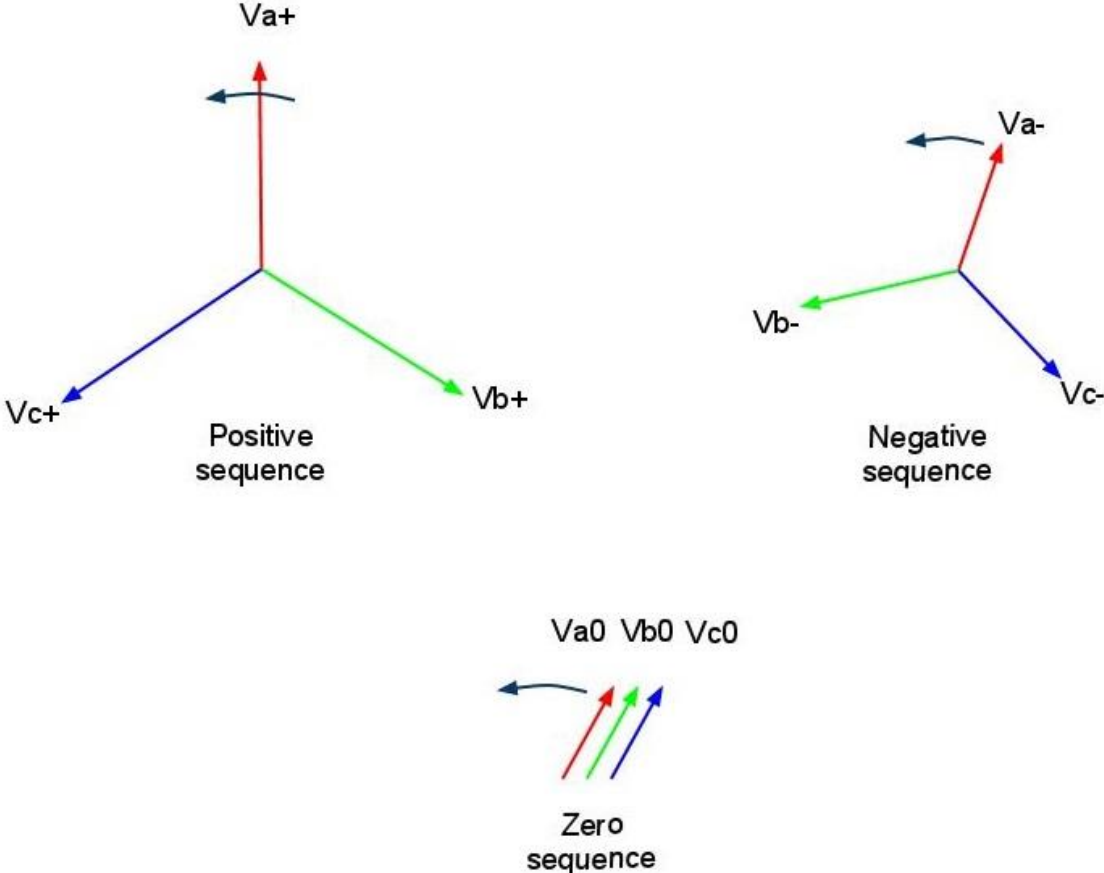 Va+
Va-
Vb-
Vc+
Vb+
Vc-
Positive
sequence
Negative
sequence
Va0 Vb0 Vc0
Zero
sequence